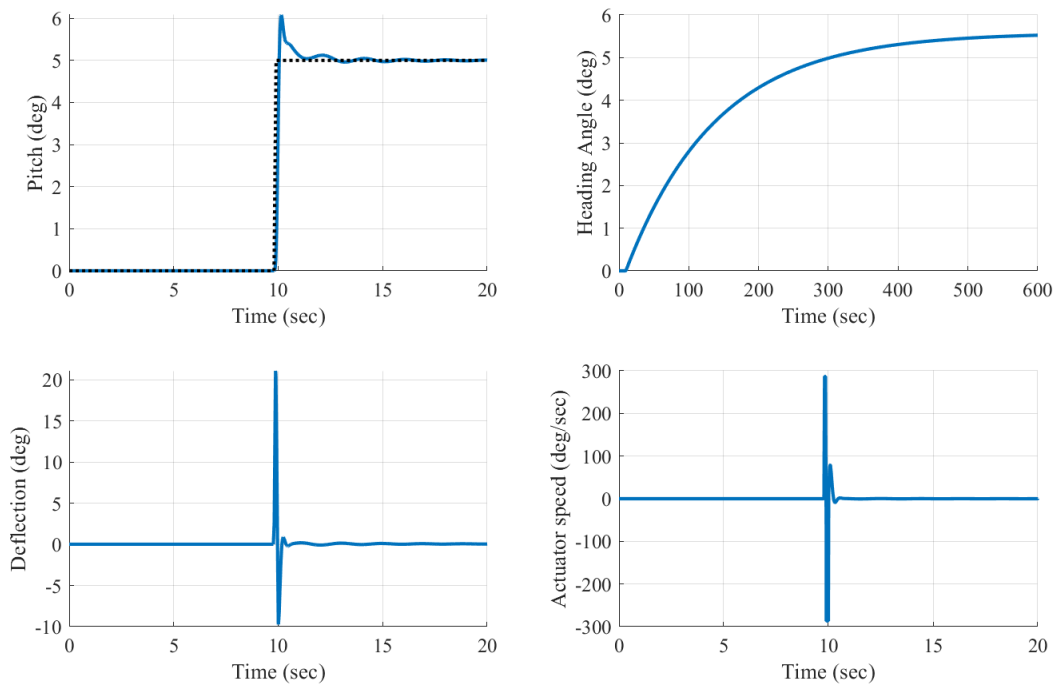 Pitch (deg)
6
5
4
3
2
1
0
0 5 10 15 20
Time (sec)
Heading Angle (deg)
6
5
4
3
2
1
0
0 100 200 300 400 500 600
Time (sec)
Deflection (deg)
20
15
10
5
0
-5
-10
0 5 10 15 20
Time (sec)
Actuator speed (deg/sec)
300
200
100
0
-100
-200
-300
0 5 10 15 20
Time (sec)